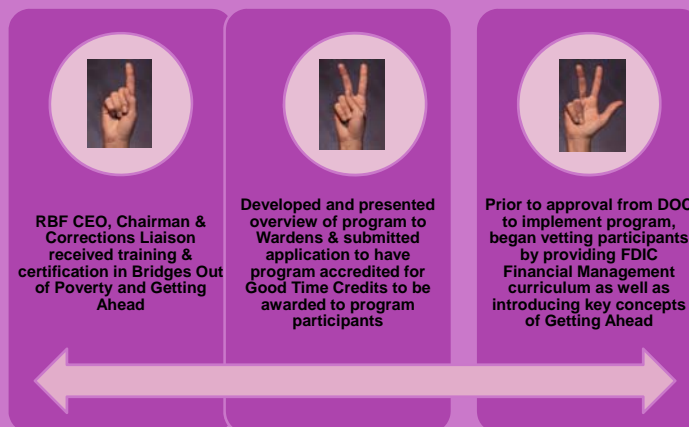 RBF CEO, Chairman &
Corrections Liaison
received training &
certification in Bridges Out
of Poverty and Getting
Ahead
Developed and presented
overview of program to
Wardens & submitted
application to have
program accredited for
Good Time Credits to be
awarded to program
participants
Prior to approval from DOC
to implement program,
began vetting participants
by providing FDIC
Financial Management
curriculum as well as
introducing key concepts
of Getting Ahead